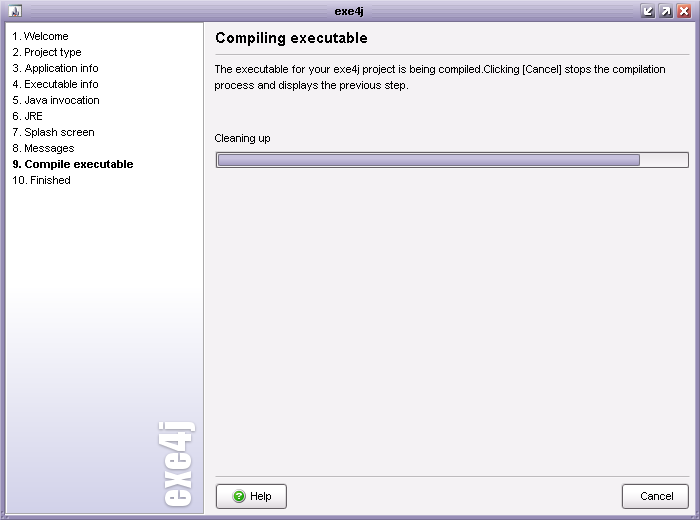 exe4j
1. Welcome
2. Project type
3. Application info
4. Executable info
5. Java invocation
6. JRE
7. Splash screen
8. Messages
9. Compile executable
10. Finished
exe4j
Compiling executable
The executable for your exe4j project is being compiled.Clicking [Cancel] stops the compilation
process and displays the previous step.
Cleaning up
Help
Cancel